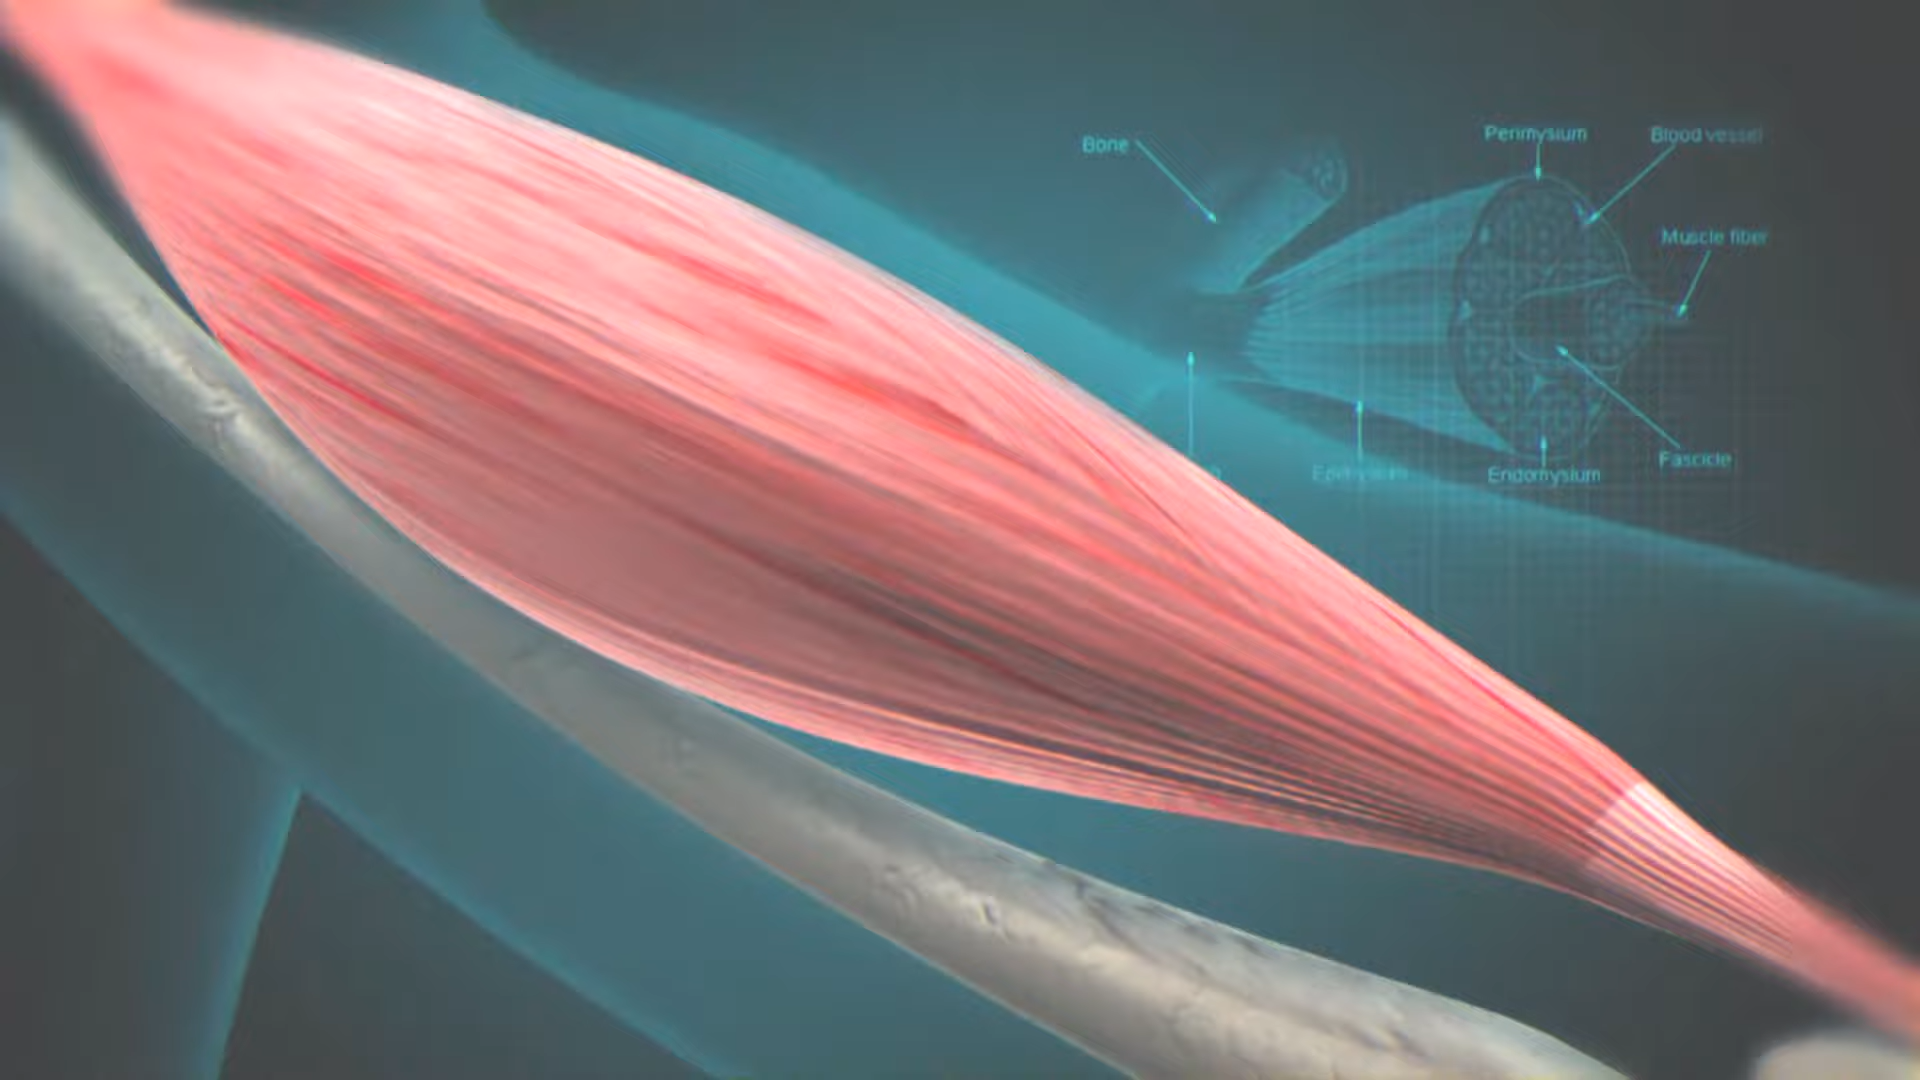 Perimysium
Blood vessel
Bone
Muscle fiber
Fascicle
Endomysium